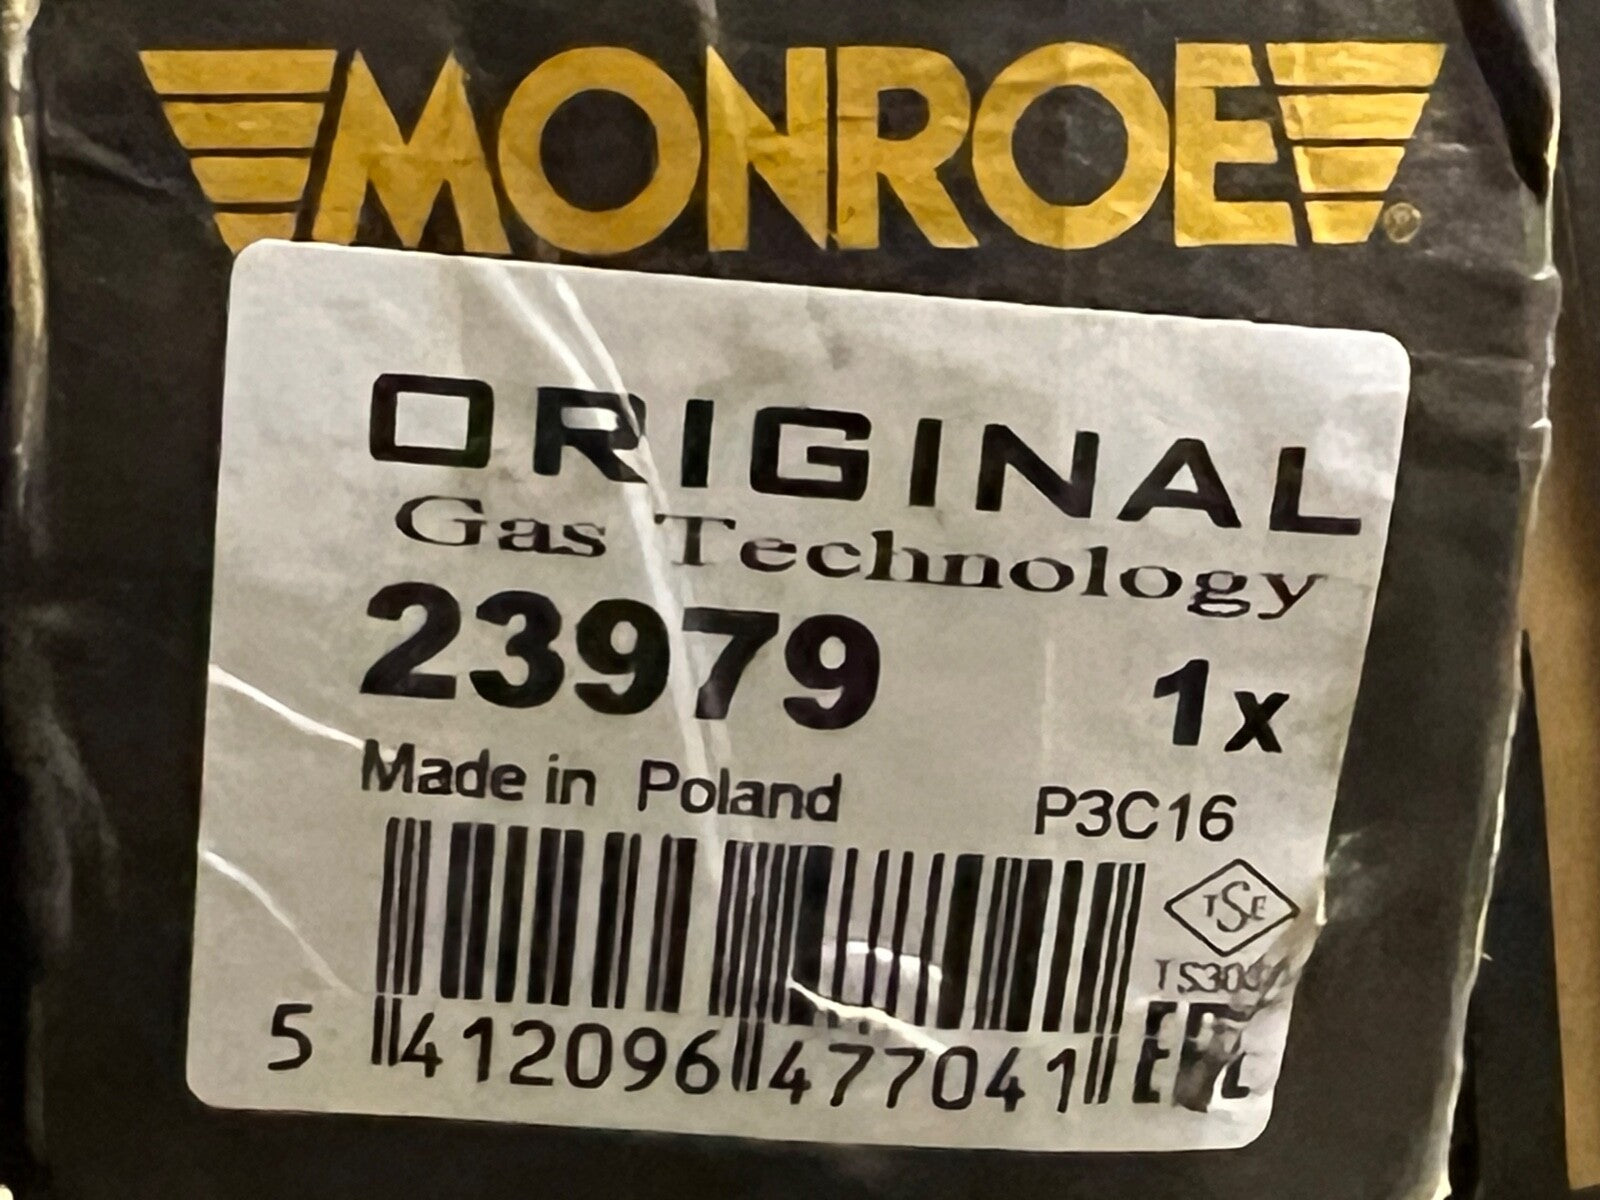 MONROE®
ORIGINAL
Gas Technology
23979 1x
Made in Poland P3C16
TSE
5 412096 477041